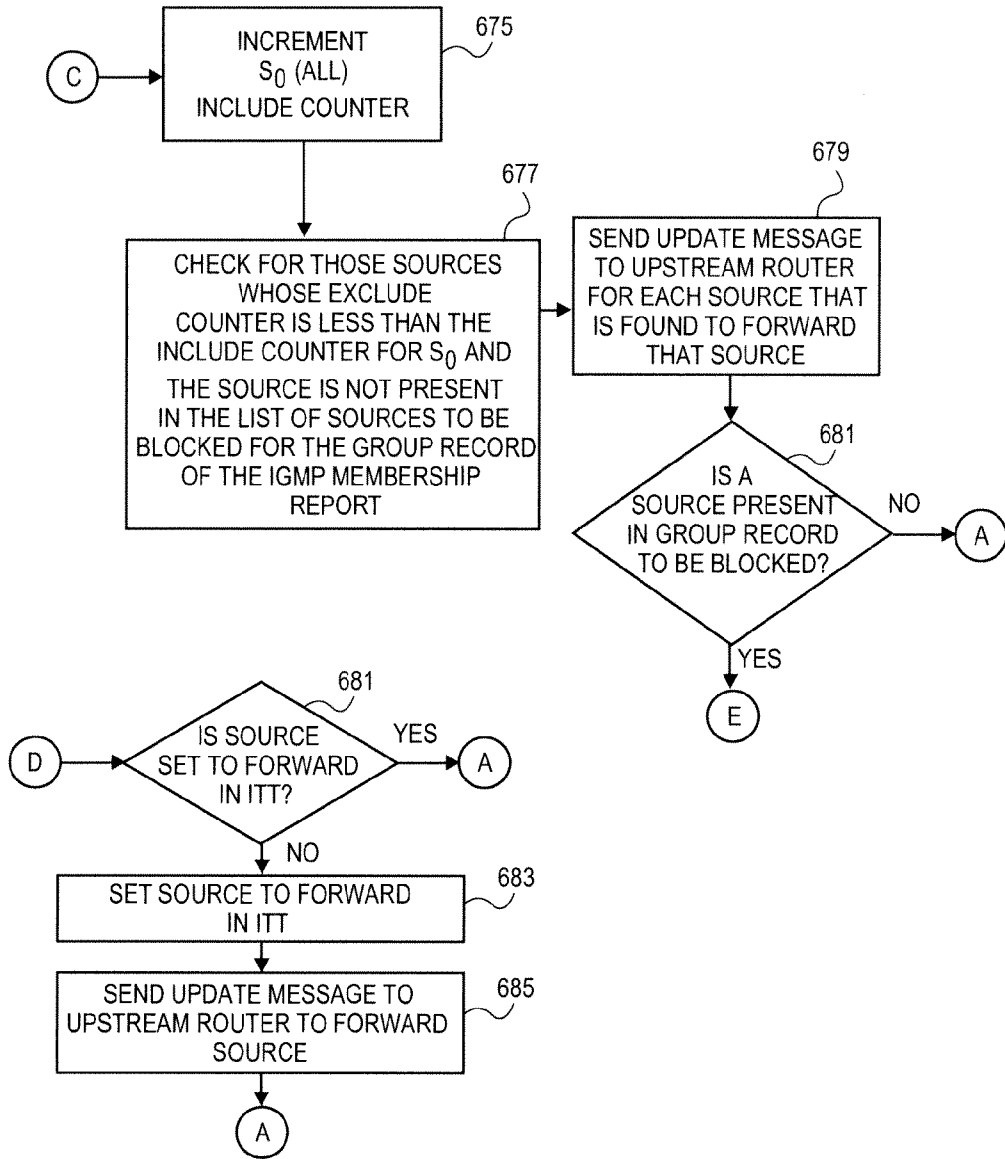 C
INCREMENT
S0 (ALL)
INCLUDE COUNTER
675
677
CHECK FOR THOSE SOURCES
WHOSE EXCLUDE
COUNTER IS LESS THAN THE
INCLUDE COUNTER FOR S0 AND
THE SOURCE IS NOT PRESENT
IN THE LIST OF SOURCES TO BE
BLOCKED FOR THE GROUP RECORD
OF THE IGMP MEMBERSHIP
REPORT
679
SEND UPDATE MESSAGE
TO UPSTREAM ROUTER
FOR EACH SOURCE THAT
IS FOUND TO FORWARD
THAT SOURCE
681
IS A
SOURCE PRESENT
IN GROUP RECORD
TO BE BLOCKED?
NO
A
YES
E
D
681
IS SOURCE
SET TO FORWARD
IN ITT?
YES
A
NO
SET SOURCE TO FORWARD
IN ITT
683
SEND UPDATE MESSAGE TO
UPSTREAM ROUTER TO FORWARD
SOURCE
685
A